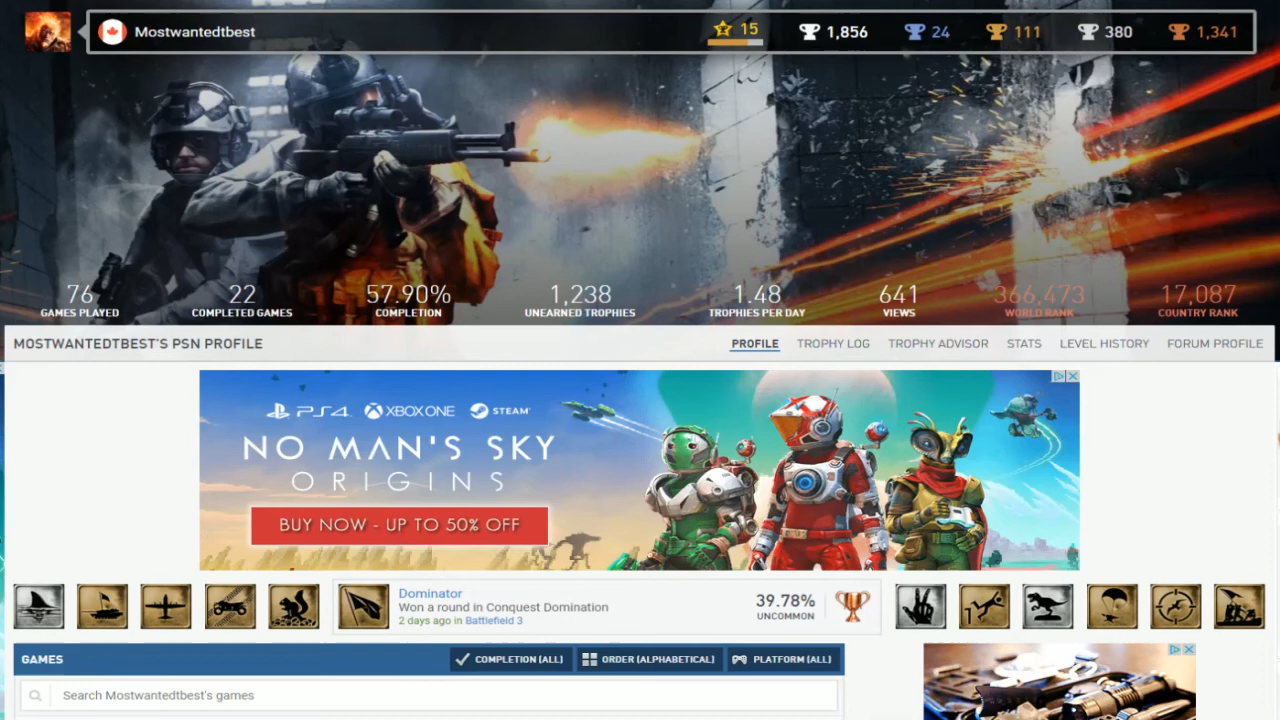 Mostwantedtbest
15
1,856
24
111
380
1,341
76
GAMES PLAYED
22
COMPLETED GAMES
57.90%
COMPLETION
1,238
UNEARNED TROPHIES
1.48
TROPHIES PER DAY
641
VIEWS
366,473
WORLD RANK
17,087
COUNTRY RANK
MOSTWANTEDTBEST'S PSN PROFILE
PROFILE
TROPHY LOG
TROPHY ADVISOR
STATS
LEVEL HISTORY
FORUM PROFILE
PS4
XBOX ONE
STEAM
NO MAN'S SKY
ORIGINS
BUY NOW - UP TO 50% OFF
Dominator
Won a round in Conquest Domination
2 days ago in Battlefield 3
39.78%
UNCOMMON
GAMES
COMPLETION (ALL)
ORDER (ALPHABETICAL)
PLATFORM (ALL)
Search Mostwantedtbest's games